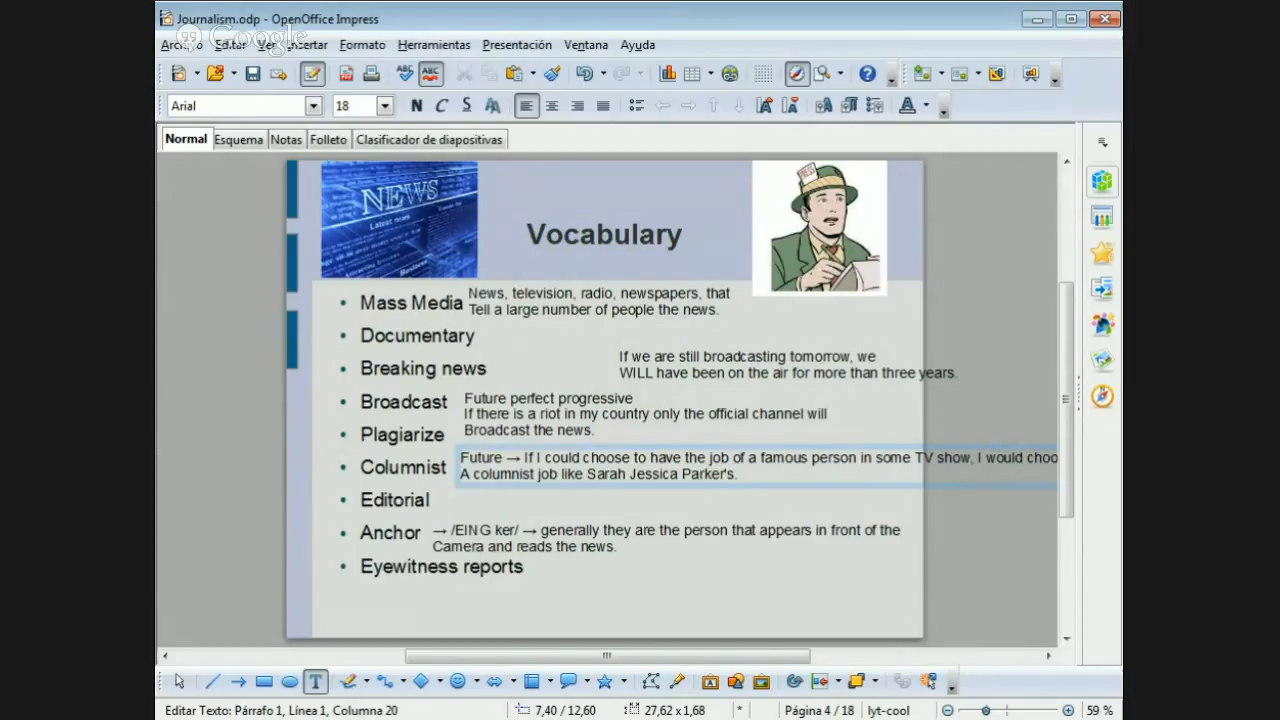 Journalism.odp - OpenOffice Impress
Google
Archivo Editar Ver Insertar Formato Herramientas Presentación Ventana Ayuda
Arial 18
Normal Esquema Notas Folleto Clasificador de diapositivas
NEWS
Latest news
Vocabulary
• Mass Media News, television, radio, newspapers, that
Tell a large number of people the news.
• Documentary
If we are still broadcasting tomorrow, we
• Breaking news
WILL have been on the air for more than three years.
• Broadcast Future perfect progressive
If there is a riot in my country only the official channel will
• Plagiarize Broadcast the news.
Future → If I could choose to have the job of a famous person in some TV show, I would choo
• Columnist A columnist job like Sarah Jessica Parker's.
• Editorial
• Anchor → /EING ker/ → generally they are the person that appears in front of the
Camera and reads the news.
• Eyewitness reports
Editar Texto: Párrafo 1, Línea 1, Columna 20 7,40 / 12,60 27,62 x 1,68 * Página 4 / 18 lyt-cool 59 %